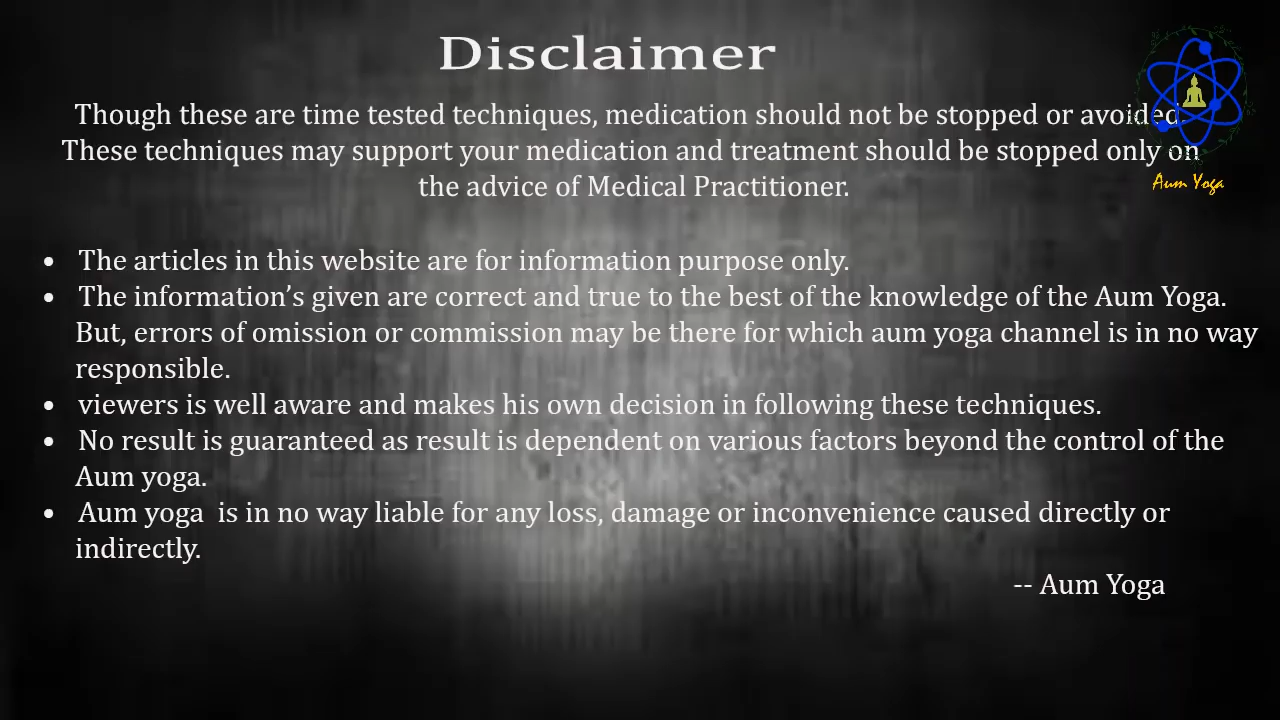 Disclaimer
Though these are time tested techniques, medication should not be stopped or avoided.
These techniques may support your medication and treatment should be stopped only on
the advice of Medical Practitioner.
Aum Yoga
• The articles in this website are for information purpose only.
• The information’s given are correct and true to the best of the knowledge of the Aum Yoga.
But, errors of omission or commission may be there for which aum yoga channel is in no way
responsible.
• viewers is well aware and makes his own decision in following these techniques.
• No result is guaranteed as result is dependent on various factors beyond the control of the
Aum yoga.
• Aum yoga  is in no way liable for any loss, damage or inconvenience caused directly or
indirectly.
-- Aum Yoga